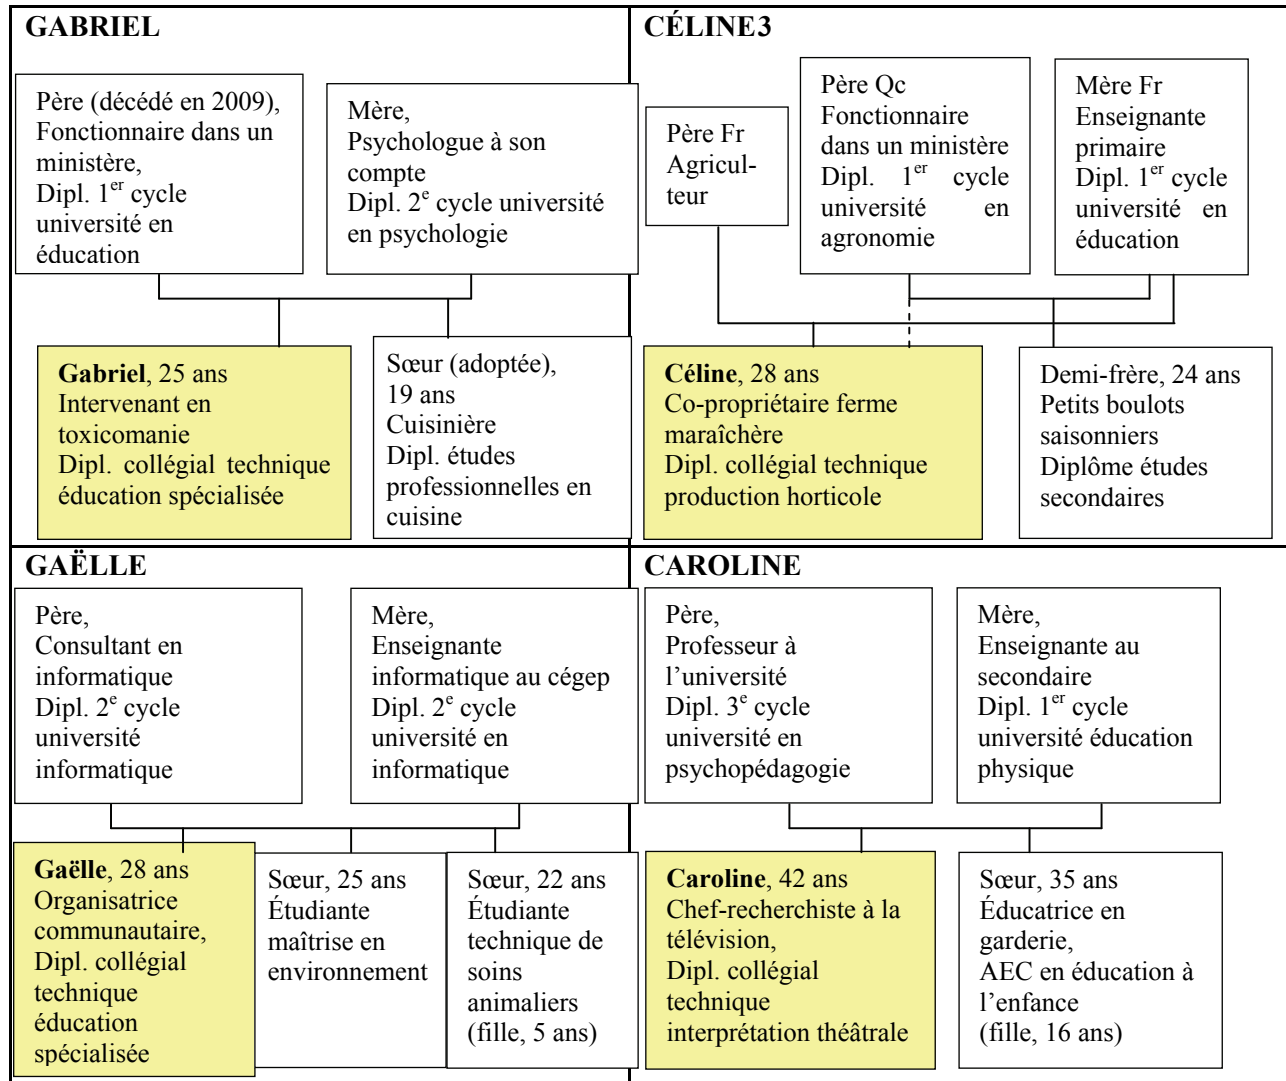 GABRIEL
Père (décédé en 2009),
Fonctionnaire dans un
ministère,
Dipl. 1er cycle
université en
éducation
Mère,
Psychologue à son
compte
Dipl. 2e cycle université
en psychologie
Gabriel, 25 ans
Intervenant en
toxicomanie
Dipl. collégial technique
éducation spécialisée
Sœur (adoptée),
19 ans
Cuisinière
Dipl. études
professionnelles en
cuisine
CÉLINE3
Père Fr
Agricul-
teur
Père Qc
Fonctionnaire
dans un ministère
Dipl. 1er cycle
université en
agronomie
Mère Fr
Enseignante
primaire
Dipl. 1er cycle
université en
éducation
Céline, 28 ans
Co-propriétaire ferme
maraîchère
Dipl. collégial technique
production horticole
Demi-frère, 24 ans
Petits boulots
saisonniers
Diplôme études
secondaires
GAËLLE
Père,
Consultant en
informatique
Dipl. 2e cycle
université
informatique
Mère,
Enseignante
informatique au cégep
Dipl. 2e cycle
université en
informatique
Gaëlle, 28 ans
Organisatrice
communautaire,
Dipl. collégial
technique
éducation
spécialisée
Sœur, 25 ans
Étudiante
maîtrise en
environnement
Sœur, 22 ans
Étudiante
technique de
soins
animaliers
(fille, 5 ans)
CAROLINE
Père,
Professeur à
l’université
Dipl. 3e cycle
université en
psychopédagogie
Mère,
Enseignante au
secondaire
Dipl. 1er cycle
université éducation
physique
Caroline, 42 ans
Chef-recherchiste à la
télévision,
Dipl. collégial
technique
interprétation théâtrale
Sœur, 35 ans
Éducatrice en
garderie,
AEC en éducation à
l’enfance
(fille, 16 ans)